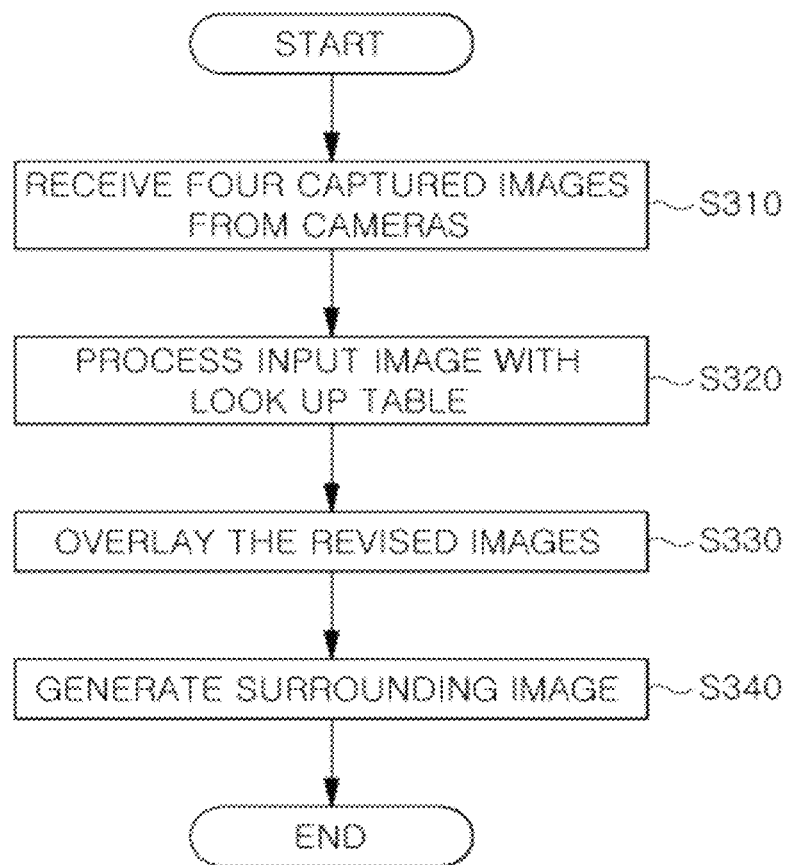 START
RECEIVE FOUR CAPTURED IMAGES
FROM CAMERAS
S310
PROCESS INPUT IMAGE WITH
LOOK UP TABLE
S320
OVERLAY THE REVISED IMAGES
S330
GENERATE SURROUNDING IMAGE
S340
END